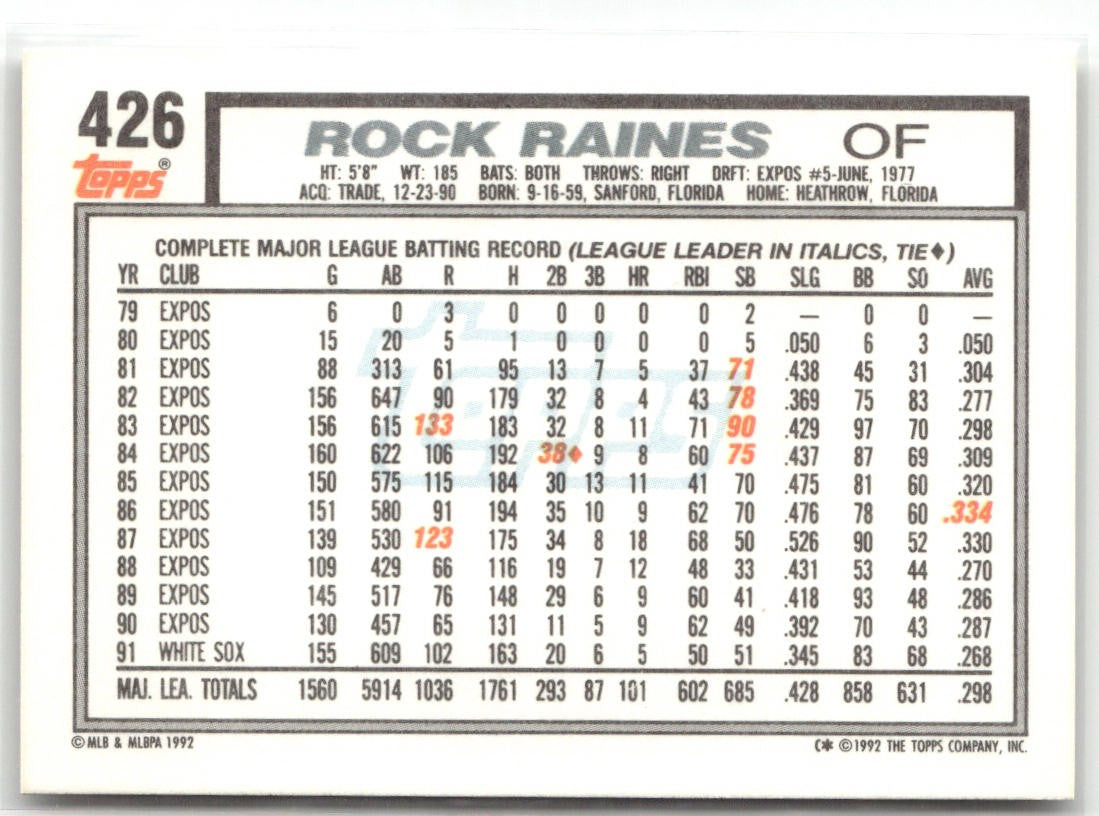 426 ROCK RAINES OF
Topps®
HT: 5'8" WT: 185 BATS: BOTH THROWS: RIGHT DRFT: EXPOS #5-JUNE, 1977
ACQ: TRADE, 12-23-90 BORN: 9-16-59, SANFORD, FLORIDA HOME: HEATHROW, FLORIDA
COMPLETE MAJOR LEAGUE BATTING RECORD (LEAGUE LEADER IN ITALICS, TIE♦)
YR CLUB G AB R H 2B 3B HR RBI SB SLG BB SO AVG
79 EXPOS 6 0 3 0 0 0 0 0 2 — 0 0 —
80 EXPOS 15 20 5 1 0 0 0 0 5 .050 6 3 .050
81 EXPOS 88 313 61 95 13 7 5 37 71 .438 45 31 .304
82 EXPOS 156 647 90 179 32 8 4 43 78 .369 75 83 .277
83 EXPOS 156 615 133 183 32 8 11 71 90 .429 97 70 .298
84 EXPOS 160 622 106 192 38♦ 9 8 60 75 .437 87 69 .309
85 EXPOS 150 575 115 184 30 13 11 41 70 .475 81 60 .320
86 EXPOS 151 580 91 194 35 10 9 62 70 .476 78 60 .334
87 EXPOS 139 530 123 175 34 8 18 68 50 .526 90 52 .330
88 EXPOS 109 429 66 116 19 7 12 48 33 .431 53 44 .270
89 EXPOS 145 517 76 148 29 6 9 60 41 .418 93 48 .286
90 EXPOS 130 457 65 131 11 5 9 62 49 .392 70 43 .287
91 WHITE SOX 155 609 102 163 20 6 5 50 51 .345 83 68 .268
MAJ. LEA. TOTALS 1560 5914 1036 1761 293 87 101 602 685 .428 858 631 .298
Topps
© MLB & MLBPA 1992 C✱ ©1992 THE TOPPS COMPANY, INC.